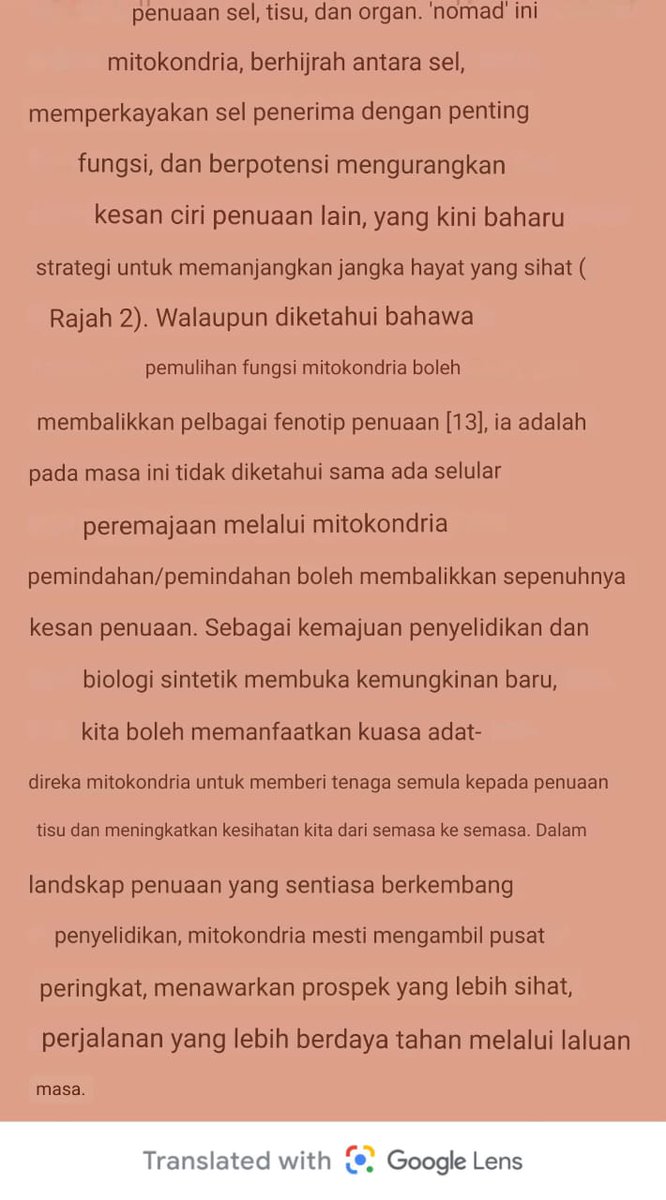 penuaan sel, tisu, dan organ. 'nomad' ini
mitokondria, berhijrah antara sel,
memperkayakan sel penerima dengan penting
fungsi, dan berpotensi mengurangkan
kesan ciri penuaan lain, yang kini baharu
strategi untuk memanjangkan jangka hayat yang sihat (
Rajah 2). Walaupun diketahui bahawa
pemulihan fungsi mitokondria boleh
membalikkan pelbagai fenotip penuaan [13], ia adalah
pada masa ini tidak diketahui sama ada selular
peremajaan melalui mitokondria
pemindahan/pemindahan boleh membalikkan sepenuhnya
kesan penuaan. Sebagai kemajuan penyelidikan dan
biologi sintetik membuka kemungkinan baru,
kita boleh memanfaatkan kuasa adat-
direka mitokondria untuk memberi tenaga semula kepada penuaan
tisu dan meningkatkan kesihatan kita dari semasa ke semasa. Dalam
landskap penuaan yang sentiasa berkembang
penyelidikan, mitokondria mesti mengambil pusat
peringkat, menawarkan prospek yang lebih sihat,
perjalanan yang lebih berdaya tahan melalui laluan
masa.
Translated with Google Lens